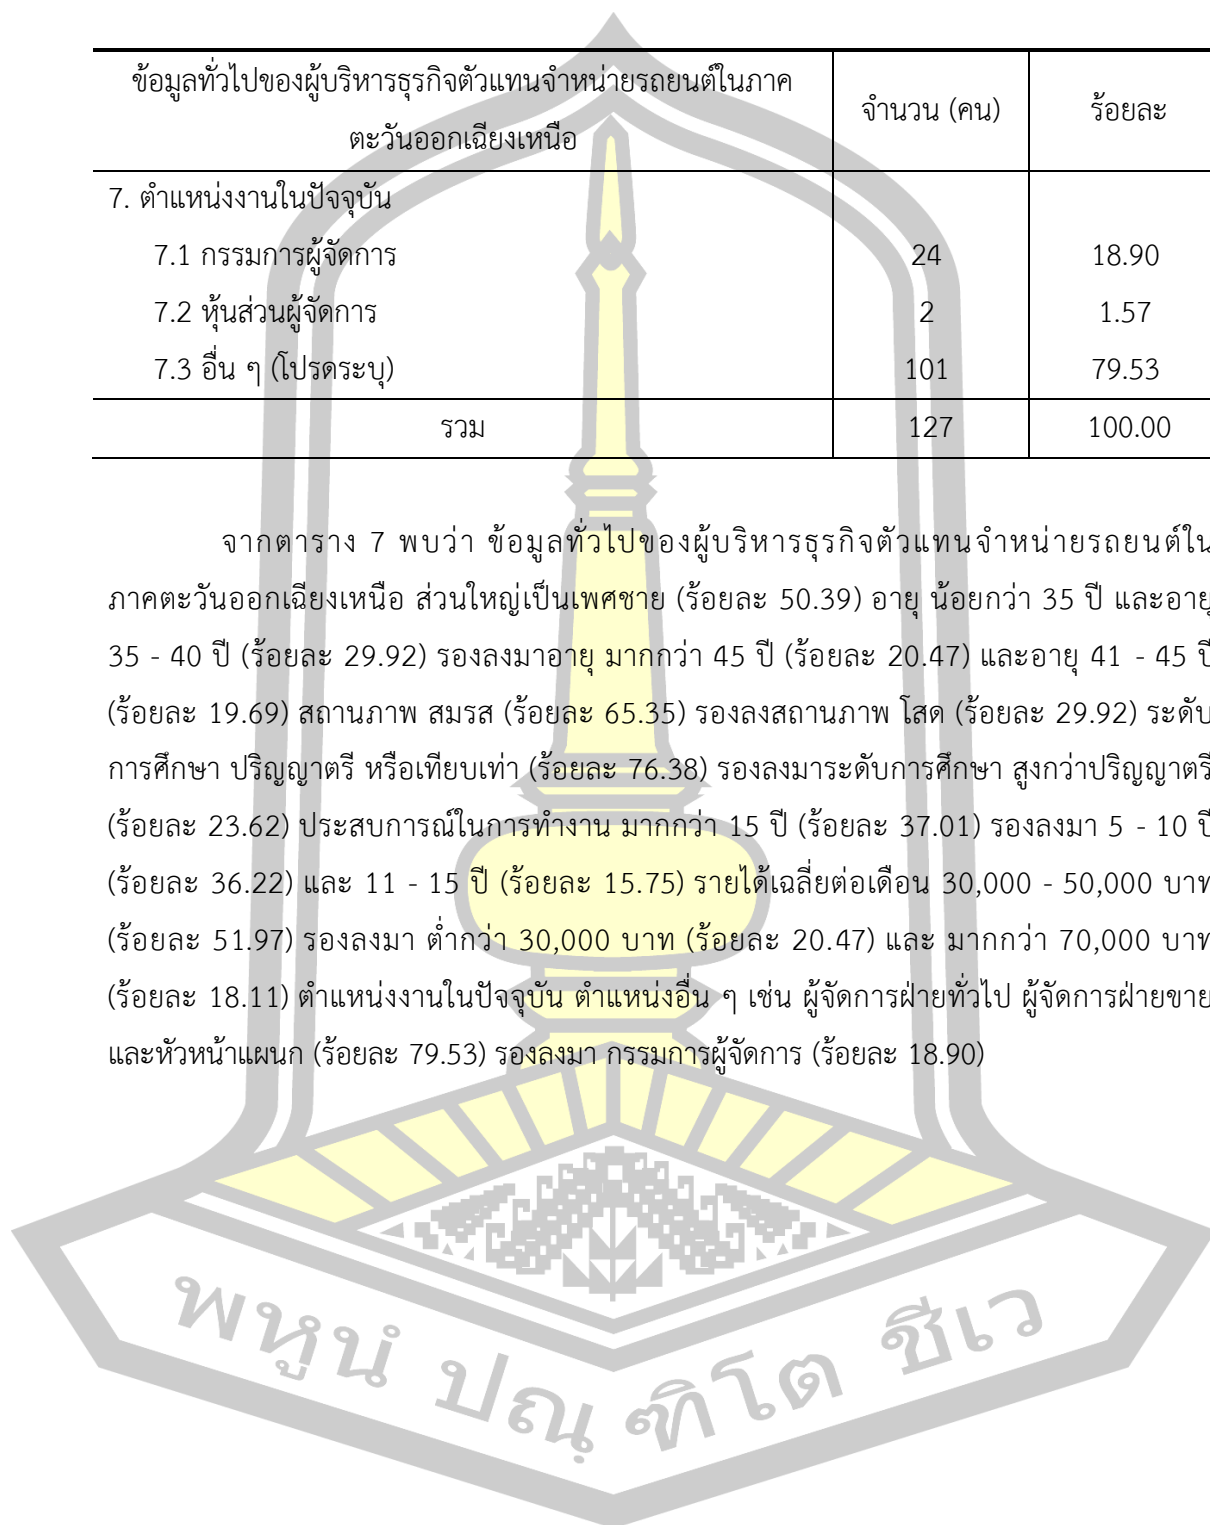 ข้อมูลทั่วไปของผู้บริหารธุรกิจตัวแทนจำหน่ายรถยนต์ในภาค
ตะวันออกเฉียงเหนือ
จำนวน (คน)
ร้อยละ
7. ตำแหน่งงานในปัจจุบัน
7.1 กรรมการผู้จัดการ 24 18.90
7.2 หุ้นส่วนผู้จัดการ 2 1.57
7.3 อื่น ๆ (โปรดระบุ) 101 79.53
รวม 127 100.00
จากตาราง 7 พบว่า ข้อมูลทั่วไปของผู้บริหารธุรกิจตัวแทนจำหน่ายรถยนต์ใน
ภาคตะวันออกเฉียงเหนือ ส่วนใหญ่เป็นเพศชาย (ร้อยละ 50.39) อายุ น้อยกว่า 35 ปี และอายุ
35 - 40 ปี (ร้อยละ 29.92) รองลงมาอายุ มากกว่า 45 ปี (ร้อยละ 20.47) และอายุ 41 - 45 ปี
(ร้อยละ 19.69) สถานภาพ สมรส (ร้อยละ 65.35) รองลงสถานภาพ โสด (ร้อยละ 29.92) ระดับ
การศึกษา ปริญญาตรี หรือเทียบเท่า (ร้อยละ 76.38) รองลงมาระดับการศึกษา สูงกว่าปริญญาตรี
(ร้อยละ 23.62) ประสบการณ์ในการทำงาน มากกว่า 15 ปี (ร้อยละ 37.01) รองลงมา 5 - 10 ปี
(ร้อยละ 36.22) และ 11 - 15 ปี (ร้อยละ 15.75) รายได้เฉลี่ยต่อเดือน 30,000 - 50,000 บาท
(ร้อยละ 51.97) รองลงมา ต่ำกว่า 30,000 บาท (ร้อยละ 20.47) และ มากกว่า 70,000 บาท
(ร้อยละ 18.11) ตำแหน่งงานในปัจจุบัน ตำแหน่งอื่น ๆ เช่น ผู้จัดการฝ่ายทั่วไป ผู้จัดการฝ่ายขาย
และหัวหน้าแผนก (ร้อยละ 79.53) รองลงมา กรรมการผู้จัดการ (ร้อยละ 18.90)
พหูนํ ปณฺฑิโต ชีเว